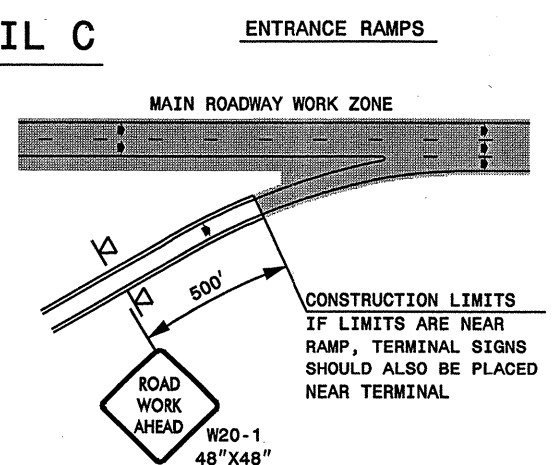 IL C
ENTRANCE RAMPS
MAIN ROADWAY WORK ZONE
500'
CONSTRUCTION LIMITS
IF LIMITS ARE NEAR
RAMP, TERMINAL SIGNS
SHOULD ALSO BE PLACED
NEAR TERMINAL
ROAD
WORK
AHEAD
W20-1
48"X48"